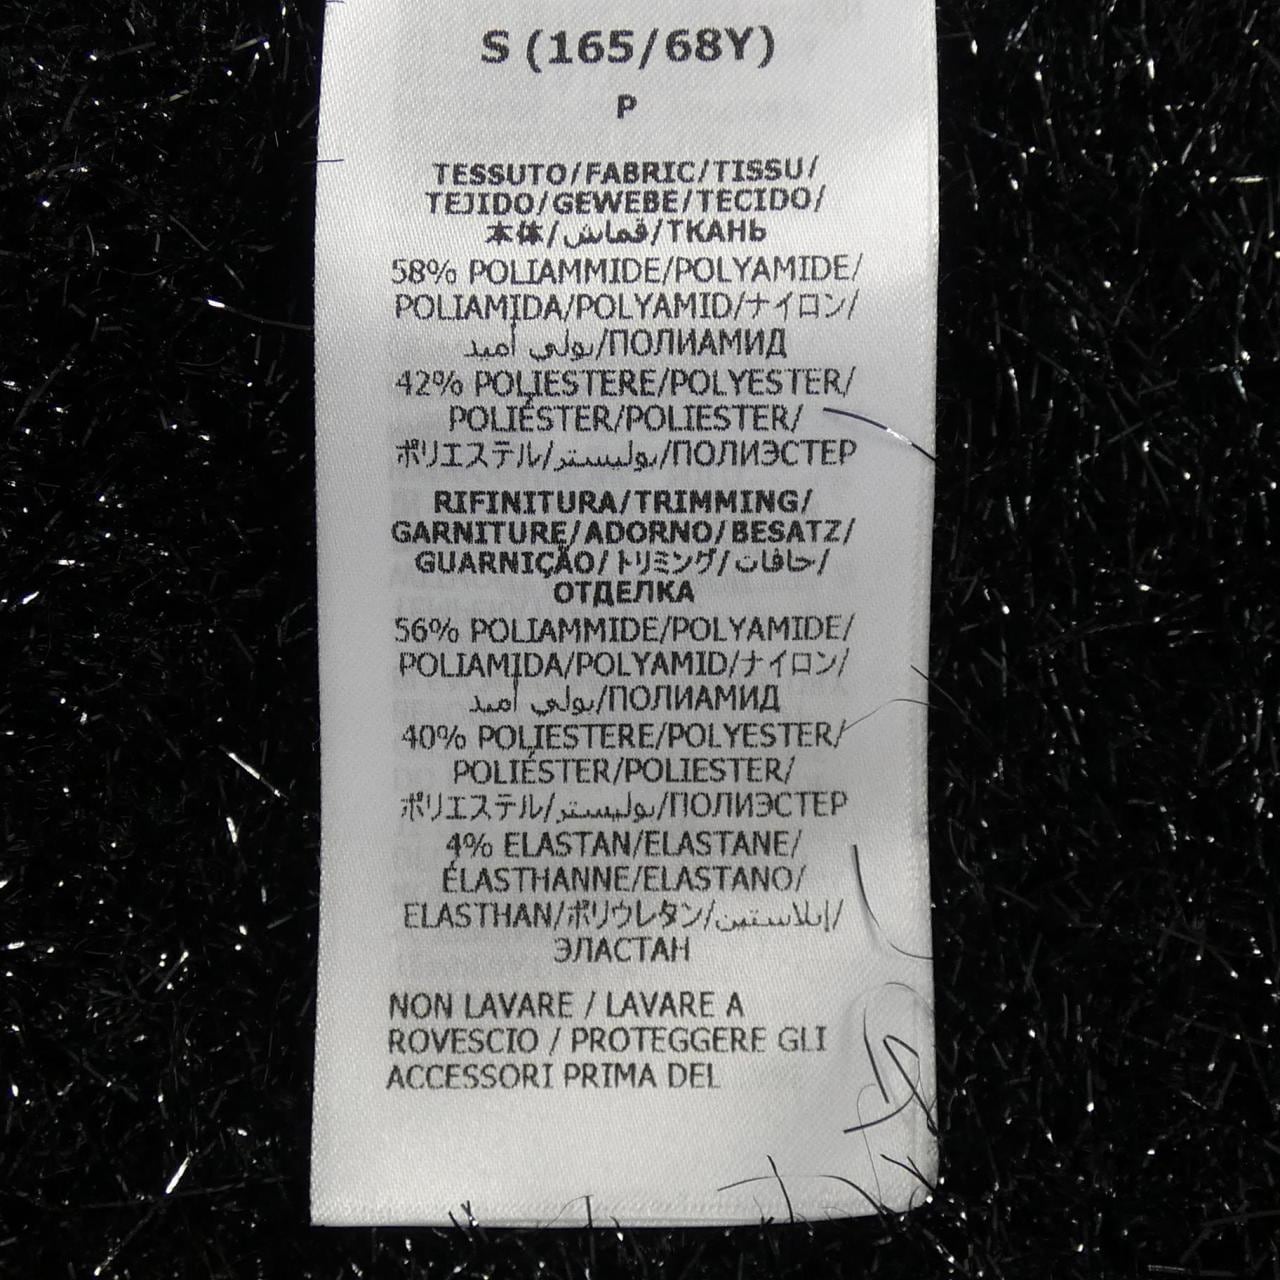 S (165/68Y)
P
TESSUTO/FABRIC/TISSU/
TEJIDO/GEWEBE/TECIDO/
本体/قماش/ТКАНЬ
58% POLIAMMIDE/POLYAMIDE/
POLIAMIDA/POLYAMID/ナイロン/
بولي أميد/ПОЛИАМИД
42% POLIESTERE/POLYESTER/
POLIÉSTER/POLIESTER/
ポリエステル/بوليستر/ПОЛИЭСТЕР
RIFINITURA/TRIMMING/
GARNITURE/ADORNO/BESATZ/
GUARNIÇÃO/トリミング/حافات/
ОТДЕЛКА
56% POLIAMMIDE/POLYAMIDE/
POLIAMIDA/POLYAMID/ナイロン/
بولي أميد/ПОЛИАМИД
40% POLIESTERE/POLYESTER/
POLIÉSTER/POLIESTER/
ポリエステル/بوليستر/ПОЛИЭСТЕР
4% ELASTAN/ELASTANE/
ÉLASTHANNE/ELASTANO/
ELASTHAN/ポリウレタン/إيلاستين/
ЭЛАСТАН
NON LAVARE / LAVARE A
ROVESCIO / PROTEGGERE GLI
ACCESSORI PRIMA DEL